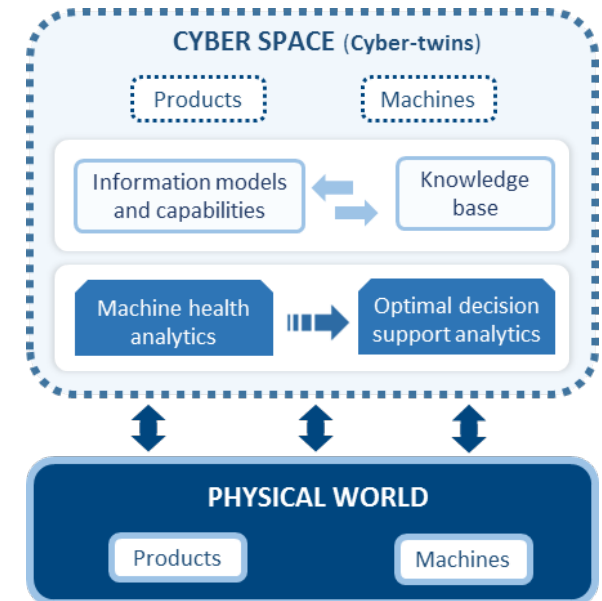 CYBER SPACE (Cyber-twins)
Products
Machines
Information models
and capabilities
Knowledge
base
Machine health
analytics
Optimal decision
support analytics
PHYSICAL WORLD
Products
Machines